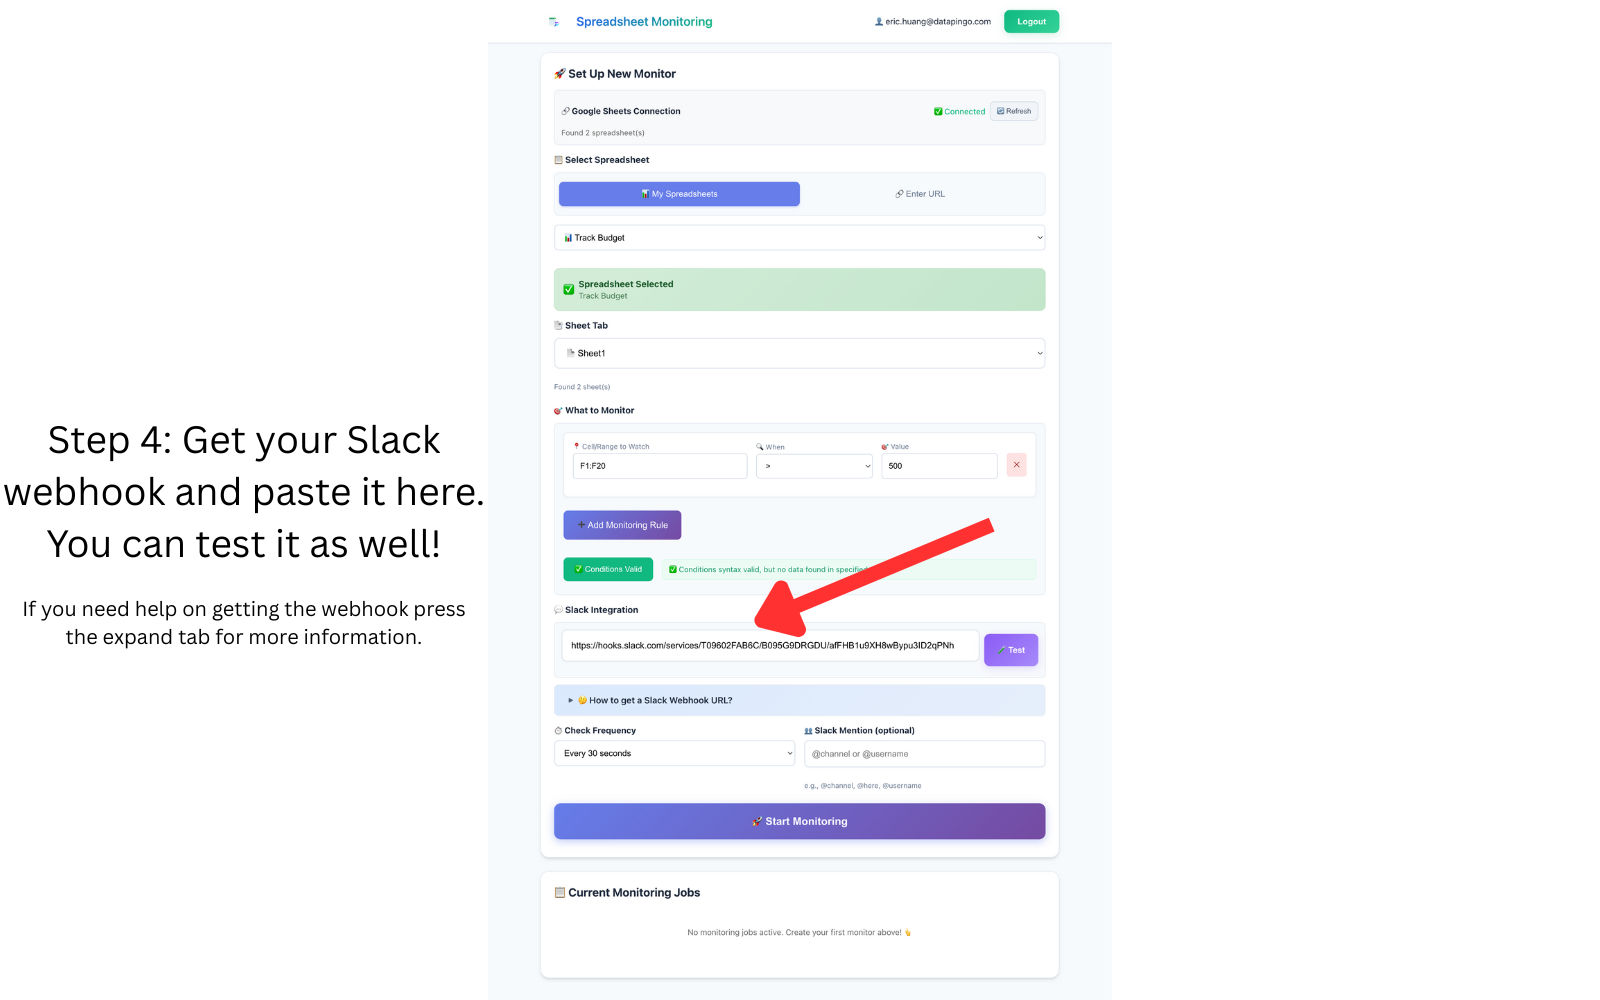 Spreadsheet Monitoring
eric.huang@datapingo.com
Logout
Set Up New Monitor
Google Sheets Connection
Connected
Refresh
Found 2 spreadsheet(s)
Select Spreadsheet
My Spreadsheets
Enter URL
Track Budget
Spreadsheet Selected
Track Budget
Sheet Tab
Sheet1
Found 2 sheet(s)
What to Monitor
Cell/Range to Watch
When
Value
F1:F20
>
500
Add Monitoring Rule
Conditions Valid
Conditions syntax valid, but no data found in specified
Slack Integration
https://hooks.slack.com/services/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
Test
How to get a Slack Webhook URL?
Check Frequency
Slack Mention (optional)
Every 30 seconds
@channel or @username
e.g., @channel, @here, @username
Start Monitoring
Current Monitoring Jobs
No monitoring jobs active. Create your first monitor above!
Step 4: Get your Slack
webhook and paste it here.
You can test it as well!
If you need help on getting the webhook press
the expand tab for more information.